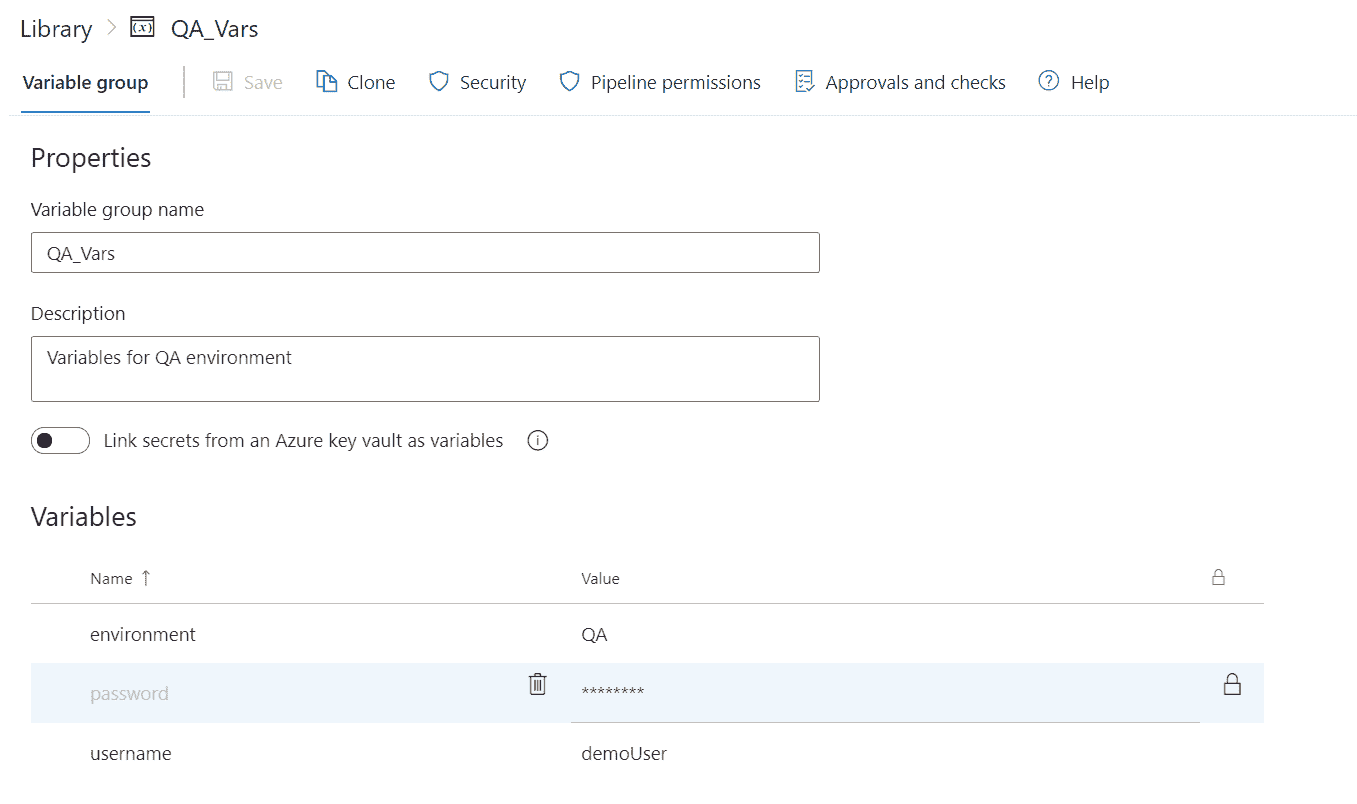 Library > (x) QA_Vars
Variable group Save Clone Security Pipeline permissions Approvals and checks Help
Properties
Variable group name
QA_Vars
Description
Variables for QA environment
Link secrets from an Azure key vault as variables
Variables
Name ↑ Value
environment QA
password ********
username demoUser